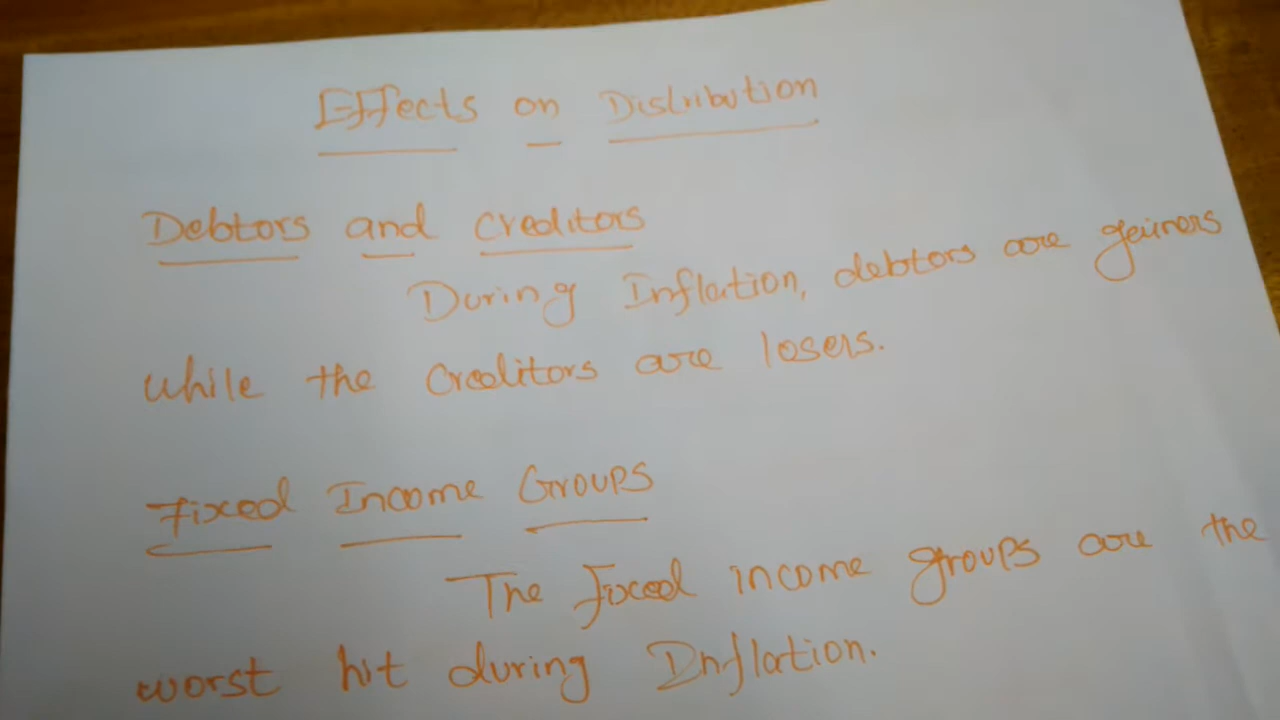 Effects on Distribution
Debtors and Creditors
During Inflation, debtors are gainers
while the Creditors are losers.
Fixed Income Groups
The Fixed income groups are the
worst hit during Inflation.